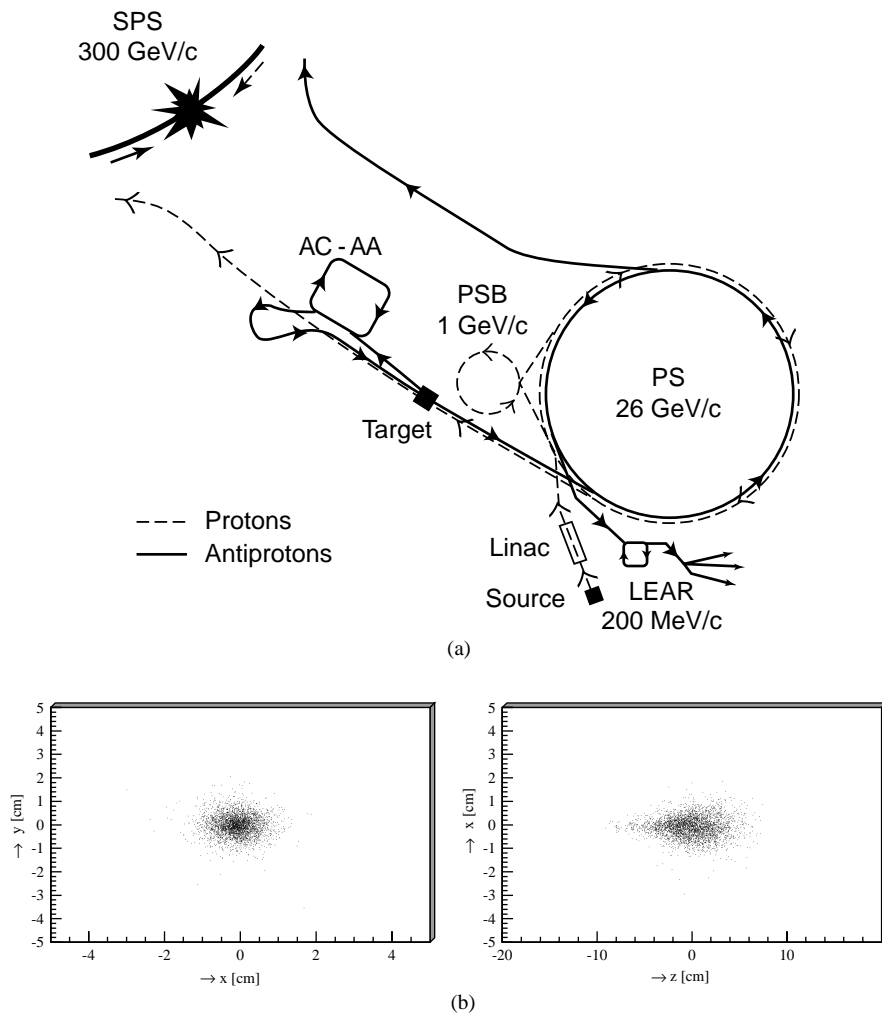 SPS
300 GeV/c
AC - AA
PSB
1 GeV/c
PS
26 GeV/c
Target
Protons
Antiprotons
Linac
Source
LEAR
200 MeV/c
(a)
5
4
3
2
1
0
-1
-2
-3
-4
-5
→ y [cm]
-4
-2
0
2
4
→ x [cm]
5
4
3
2
1
0
-1
-2
-3
-4
-5
→ x [cm]
-20
-10
0
10
→ z [cm]
(b)